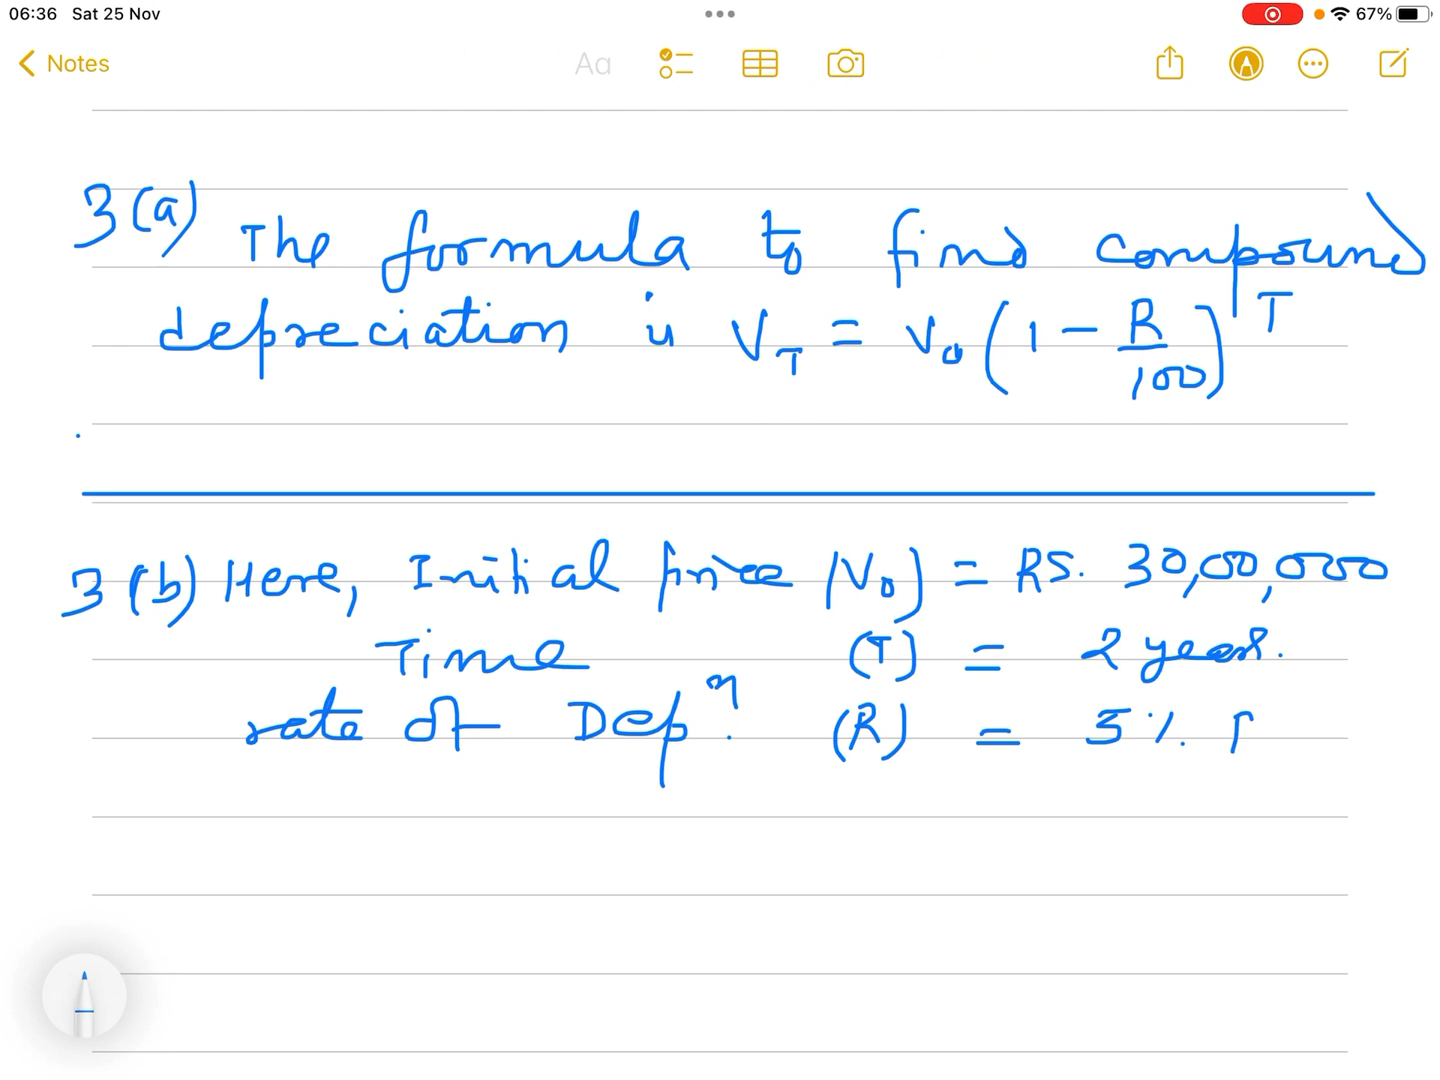 06:36 Sat 25 Nov
67%
Notes
Aa
3(a) The formula to find compound
depreciation is V_T = V_0 (1 - R/100)^T
3(b) Here, Initial price (V_0) = RS. 30,00,000
Time (T) = 2 years.
rate of Dep^n. (R) = 5%. p